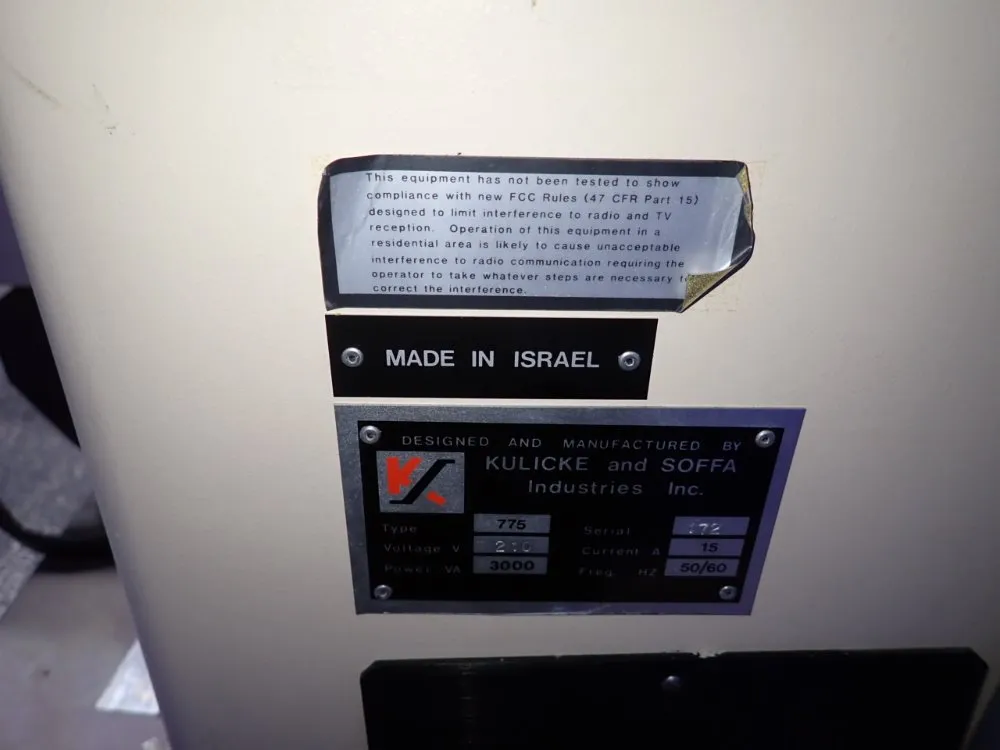 This equipment has not been tested to show
compliance with new FCC Rules (47 CFR Part 15)
designed to limit interference to radio and TV
reception. Operation of this equipment in a
residential area is likely to cause unacceptable
interference to radio communication requiring the
operator to take whatever steps are necessary
correct the interference.
MADE IN ISRAEL
DESIGNED AND MANUFACTURED BY
KULICKE and SOFFA
Industries Inc.
Type 775 Serial 172
Voltage V Current A 15
Power VA 3000 Freq HZ 50/60